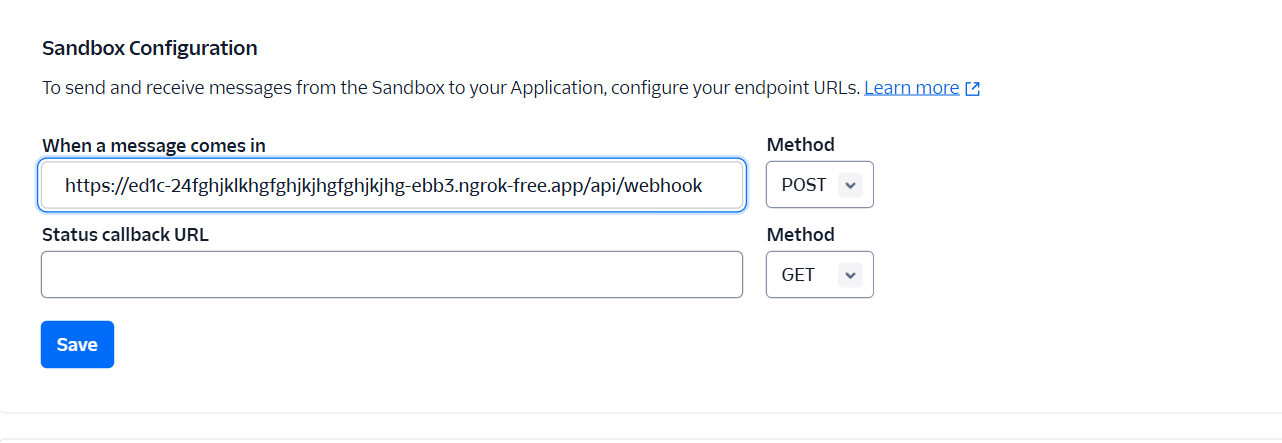 Sandbox Configuration
To send and receive messages from the Sandbox to your Application, configure your endpoint URLs. Learn more
When a message comes in
Method
https://ed1c-24fghjklkhgfghjkjhgfghjkjhg-ebb3.ngrok-free.app/api/webhook
POST
Status callback URL
Method
GET
Save